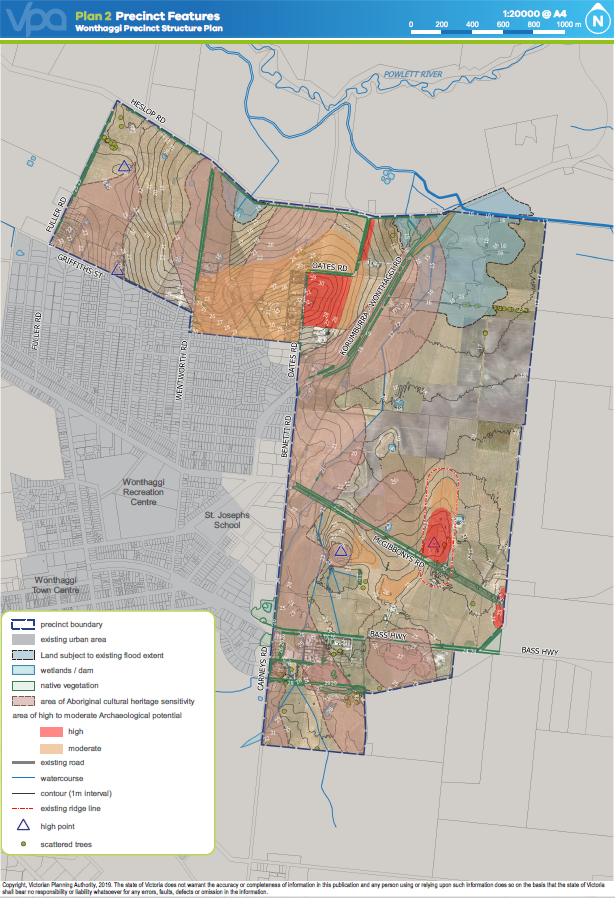 vpa
Plan 2 Precinct Features
Wonthaggi Precinct Structure Plan
1:20000 @ A4
0 200 400 600 800 1000 m
N
POWLETT RIVER
HESLOP RD
FULLER RD
GRIFFITHS ST
FULLER RD
WENTWORTH RD
OATES RD
OATES RD
KORUMBURRA - WONTHAGGI RD
BENETTI RD
Wonthaggi
Recreation
Centre
St. Josephs
School
McGIBBONYS RD
Wonthaggi
Town Centre
BASS HWY
BASS HWY
CARNEYS RD
precinct boundary
existing urban area
Land subject to existing flood extent
wetlands / dam
native vegetation
area of Aboriginal cultural heritage sensitivity
area of high to moderate Archaeological potential
high
moderate
existing road
watercourse
contour (1m interval)
existing ridge line
high point
scattered trees
Copyright, Victorian Planning Authority, 2019. The state of Victoria does not warrant the accuracy or completeness of information in this publication and any person using or relying upon such information does so on the basis that the state of Victoria
shall bear no responsibility or liability whatsoever for any errors, faults, defects or omission in the information.